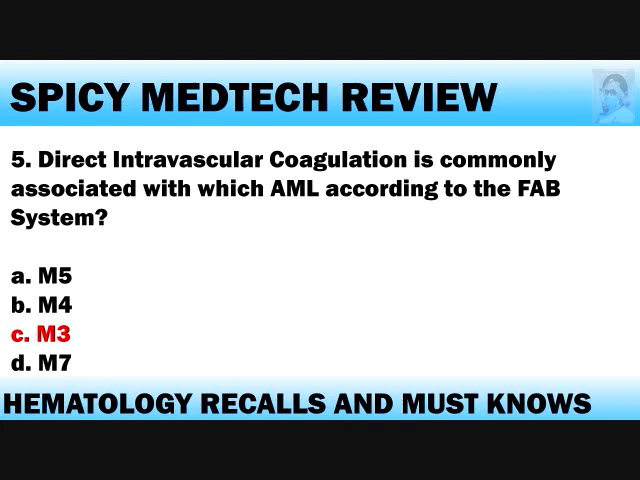 SPICY MEDTECH REVIEW
5. Direct Intravascular Coagulation is commonly
associated with which AML according to the FAB
System?
a. M5
b. M4
c. M3
d. M7
HEMATOLOGY RECALLS AND MUST KNOWS